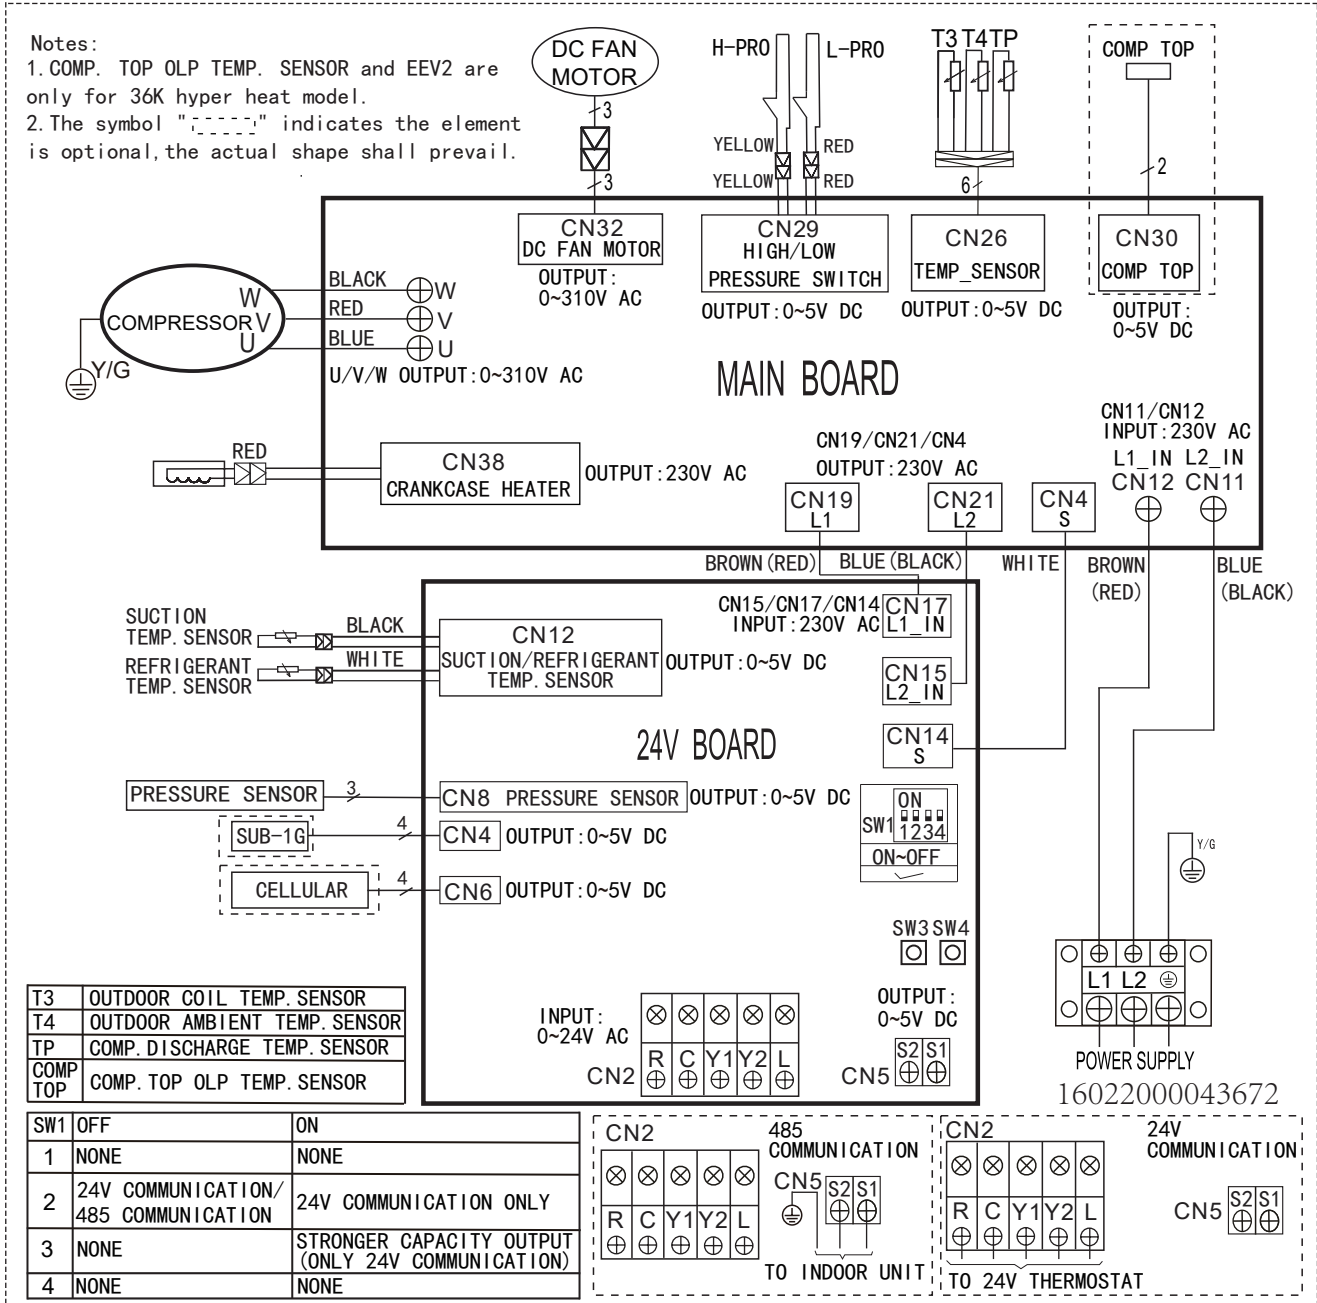 Notes:
1. COMP. TOP OLP TEMP. SENSOR and EEV2 are
only for 36K hyper heat model.
2. The symbol " " indicates the element
is optional, the actual shape shall prevail.
DC FAN
MOTOR
3
3
H-PRO
L-PRO
YELLOW
RED
YELLOW
RED
T3 T4 TP
6
COMP TOP
2
CN32
DC FAN MOTOR
OUTPUT:
0~310V AC
CN29
HIGH/LOW
PRESSURE SWITCH
OUTPUT:0~5V DC
CN26
TEMP_SENSOR
OUTPUT:0~5V DC
CN30
COMP TOP
OUTPUT:
0~5V DC
COMPRESSOR
W
V
U
Y/G
BLACK
RED
BLUE
W
V
U
U/V/W OUTPUT:0~310V AC
MAIN BOARD
RED
CN38
CRANKCASE HEATER
OUTPUT:230V AC
CN19/CN21/CN4
OUTPUT:230V AC
CN19
L1
CN21
L2
CN4
S
CN11/CN12
INPUT:230V AC
L1_IN L2_IN
CN12 CN11
BROWN(RED)
BLUE(BLACK)
WHITE
BROWN
(RED)
BLUE
(BLACK)
SUCTION
TEMP. SENSOR
BLACK
REFRIGERANT
TEMP. SENSOR
WHITE
CN12
SUCTION/REFRIGERANT
TEMP. SENSOR
OUTPUT:0~5V DC
CN15/CN17/CN14
INPUT:230V AC
CN17
L1_IN
CN15
L2_IN
CN14
S
24V BOARD
PRESSURE SENSOR
3
CN8 PRESSURE SENSOR
OUTPUT:0~5V DC
SUB-1G
4
CN4
OUTPUT:0~5V DC
CELLULAR
4
CN6
OUTPUT:0~5V DC
SW1
ON
1234
ON~OFF
SW3 SW4
Y/G
L1 L2
POWER SUPPLY
16022000043672
INPUT:
0~24V AC
CN2
R C Y1 Y2 L
OUTPUT:
0~5V DC
CN5
S2 S1
T3 OUTDOOR COIL TEMP. SENSOR
T4 OUTDOOR AMBIENT TEMP. SENSOR
TP COMP. DISCHARGE TEMP. SENSOR
COMP
TOP
COMP. TOP OLP TEMP. SENSOR
SW1 OFF ON
1 NONE NONE
2
24V COMMUNICATION/
485 COMMUNICATION
24V COMMUNICATION ONLY
3 NONE
STRONGER CAPACITY OUTPUT
(ONLY 24V COMMUNICATION)
4 NONE NONE
CN2
R C Y1 Y2 L
485
COMMUNICATION
CN5
S2 S1
TO INDOOR UNIT
CN2
R C Y1 Y2 L
TO 24V THERMOSTAT
24V
COMMUNICATION
CN5
S2 S1